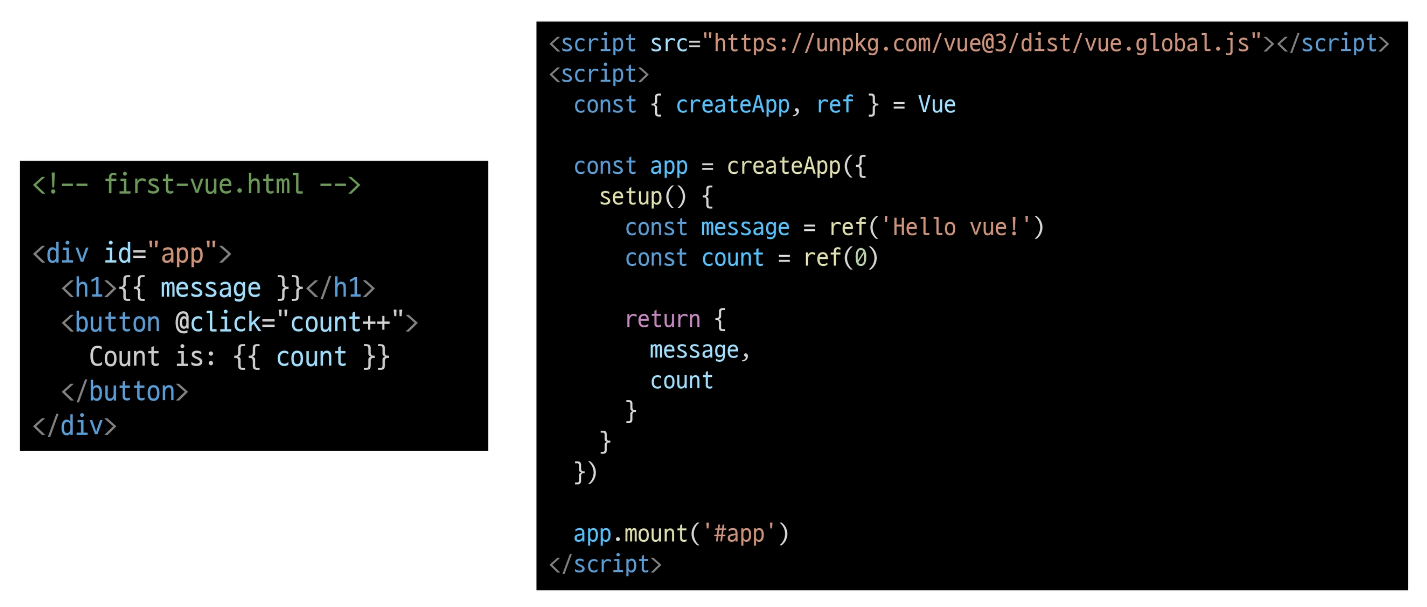 <!-- first-vue.html -->
<div id="app">
<h1>{{ message }}</h1>
<button @click="count++">
Count is: {{ count }}
</button>
</div>
<script src="https://unpkg.com/vue@3/dist/vue.global.js"></script>
<script>
const { createApp, ref } = Vue
const app = createApp({
setup() {
const message = ref('Hello vue!')
const count = ref(0)
return {
message,
count
}
}
})
app.mount('#app')
</script>